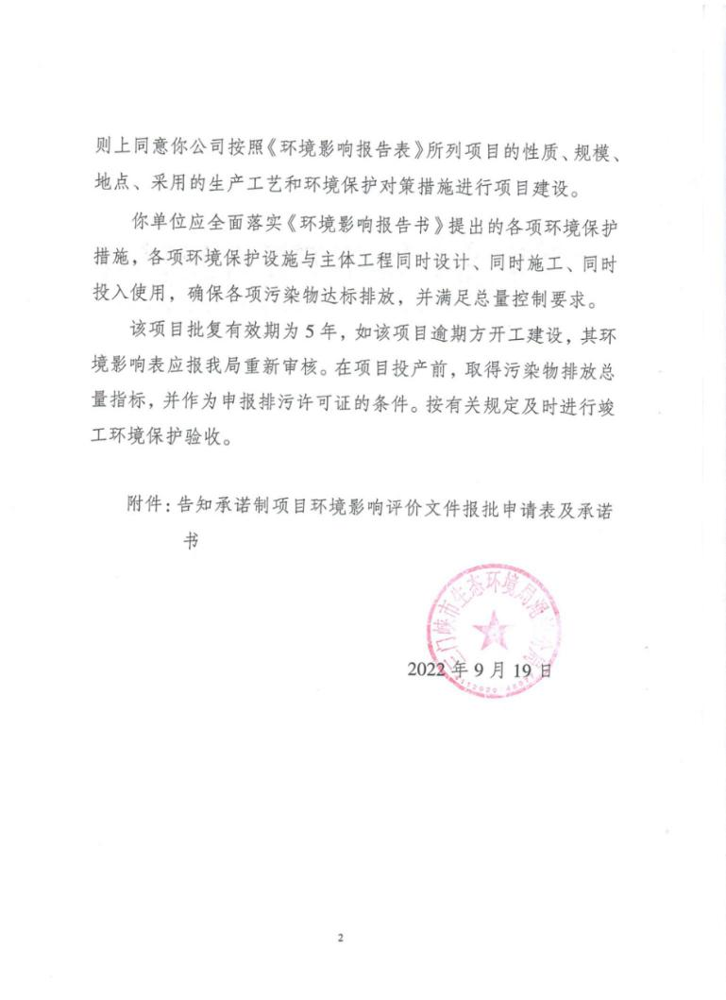 则上同意你公司按照《环境影响报告表》所列项目的性质、规模、
地点、采用的生产工艺和环境保护对策措施进行项目建设。
你单位应全面落实《环境影响报告书》提出的各项环境保护
措施，各项环境保护设施与主体工程同时设计、同时施工、同时
投入使用，确保各项污染物达标排放，并满足总量控制要求。
该项目批复有效期为5年，如该项目逾期方开工建设，其环
境影响表应报我局重新审核。在项目投产前，取得污染物排放总
量指标，并作为申报排污许可证的条件。按有关规定及时进行竣
工环境保护验收。
附件：告知承诺制项目环境影响评价文件报批申请表及承诺
书
三门峡市生态环境局
2022年9月19日
2